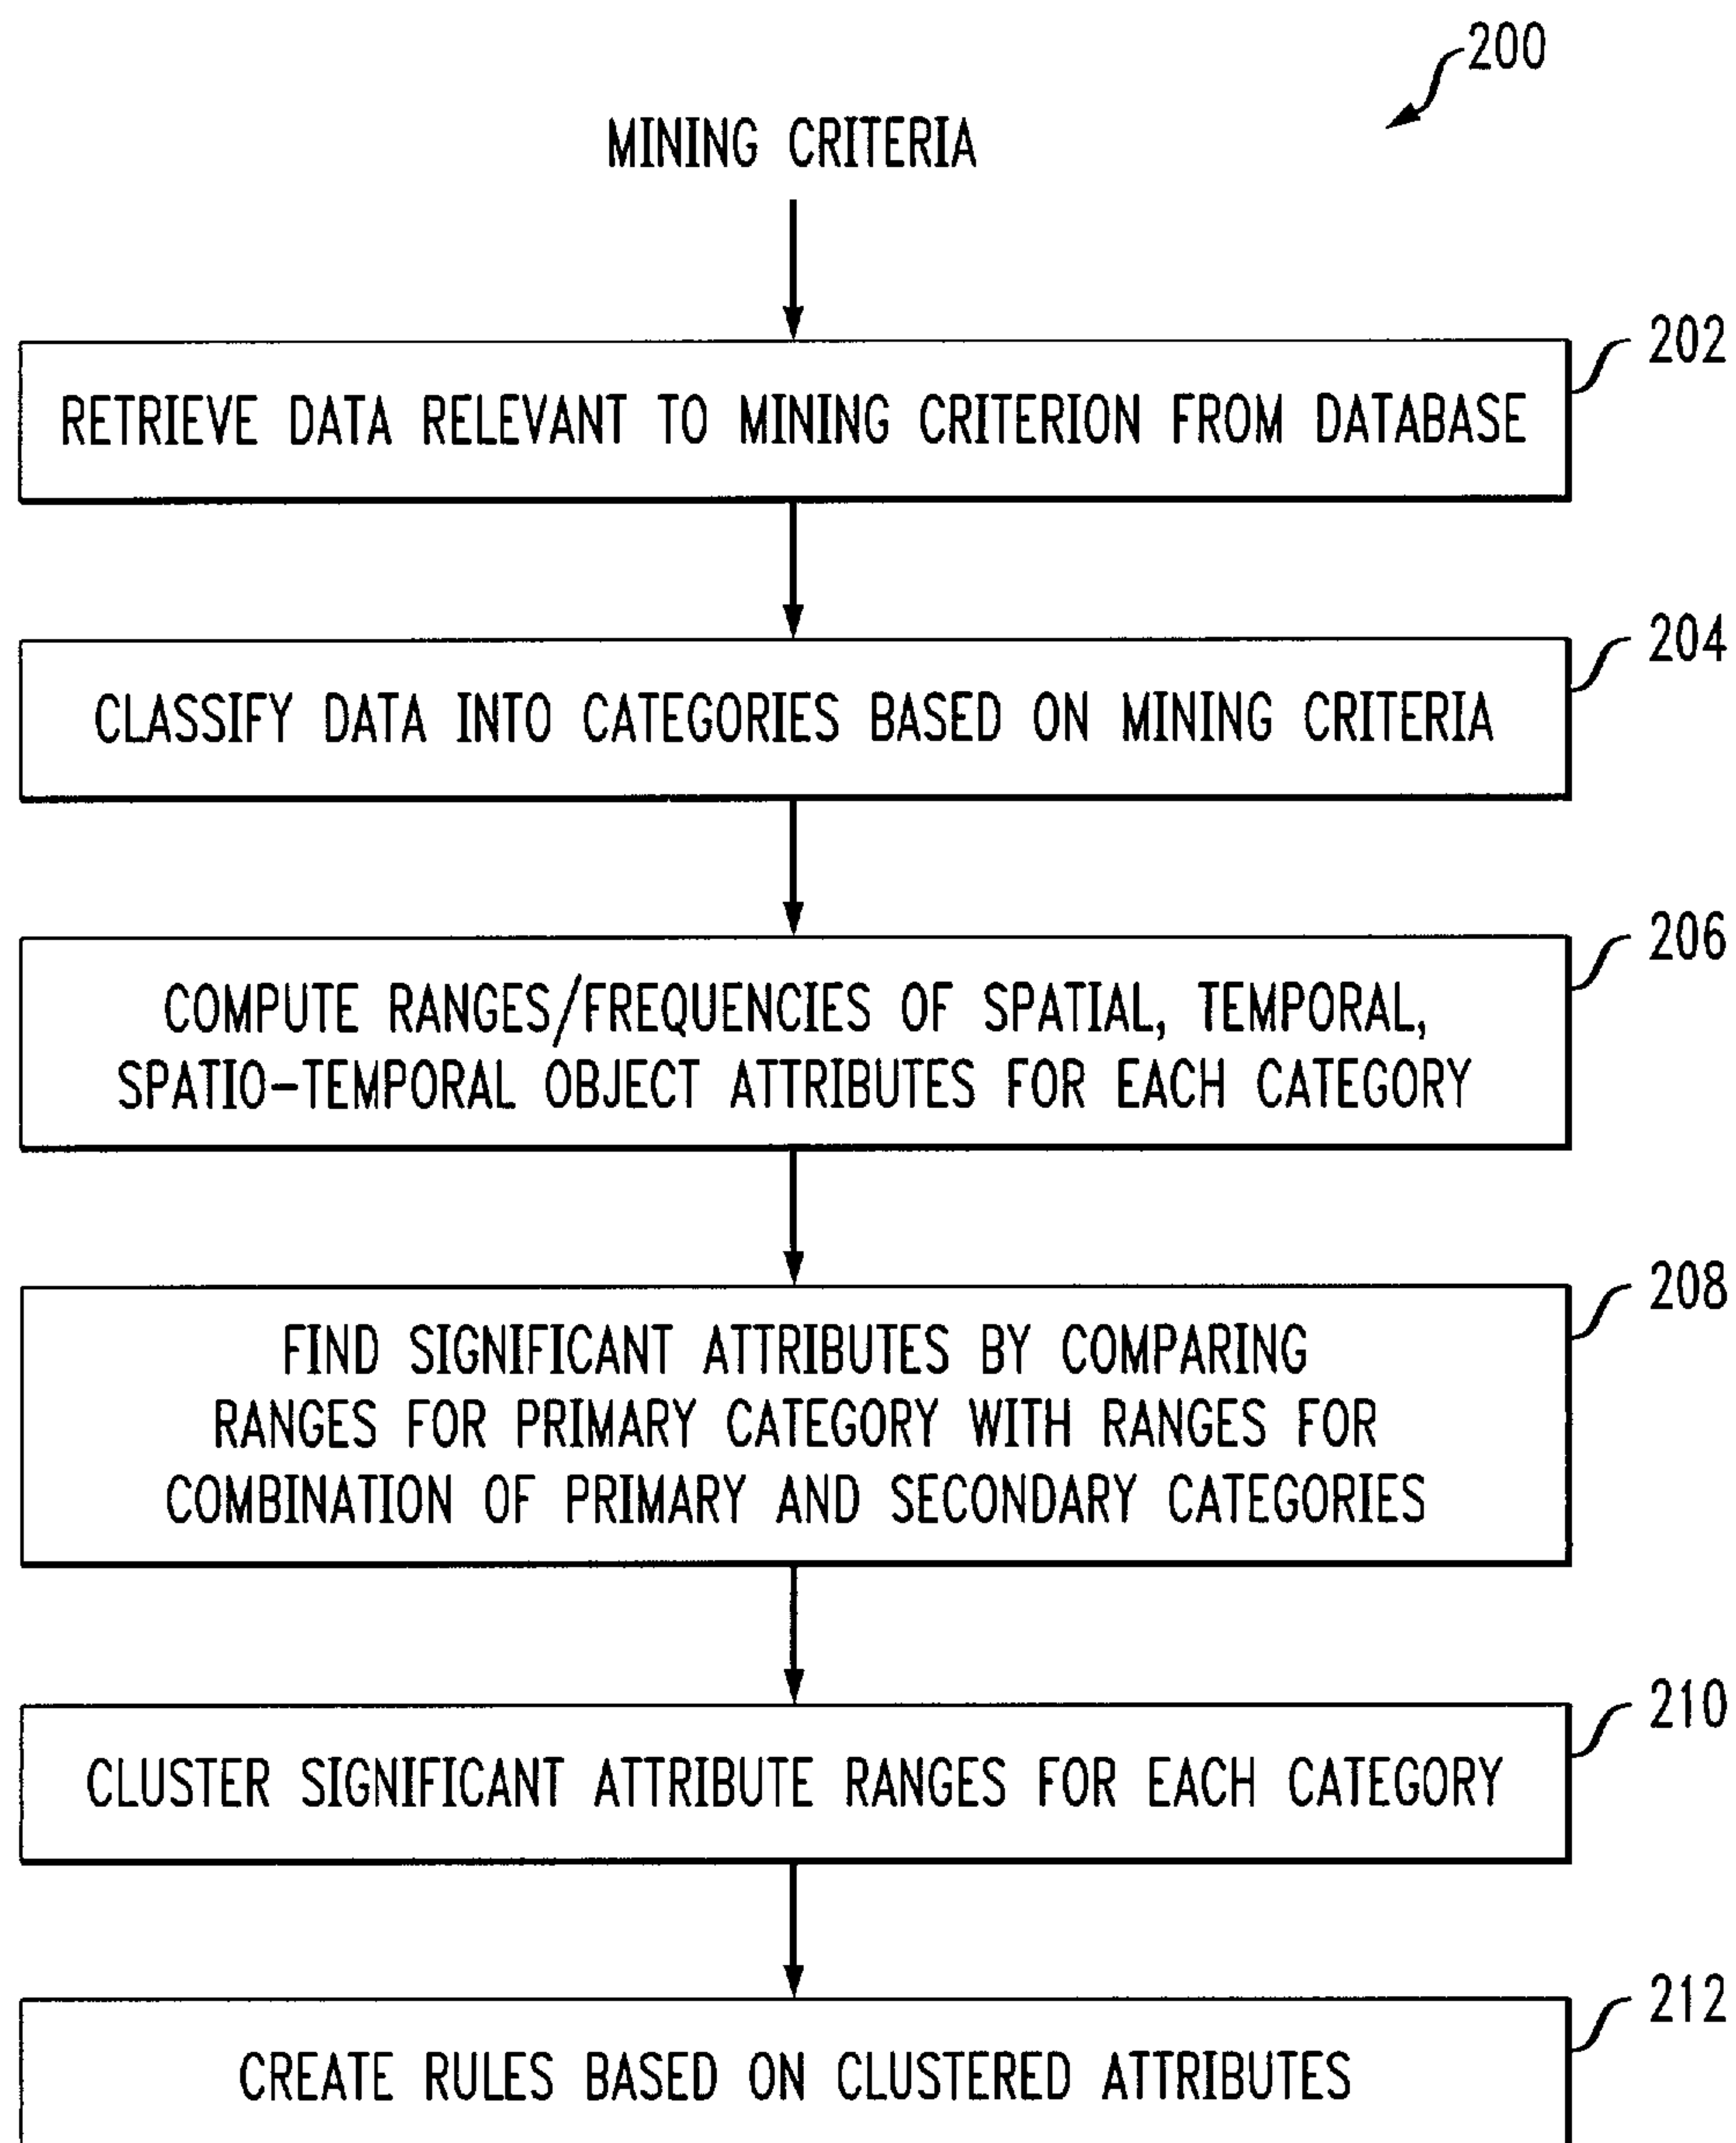 200
MINING CRITERIA
202
RETRIEVE DATA RELEVANT TO MINING CRITERION FROM DATABASE
204
CLASSIFY DATA INTO CATEGORIES BASED ON MINING CRITERIA
206
COMPUTE RANGES/FREQUENCIES OF SPATIAL, TEMPORAL,
SPATIO-TEMPORAL OBJECT ATTRIBUTES FOR EACH CATEGORY
208
FIND SIGNIFICANT ATTRIBUTES BY COMPARING
RANGES FOR PRIMARY CATEGORY WITH RANGES FOR
COMBINATION OF PRIMARY AND SECONDARY CATEGORIES
210
CLUSTER SIGNIFICANT ATTRIBUTE RANGES FOR EACH CATEGORY
212
CREATE RULES BASED ON CLUSTERED ATTRIBUTES